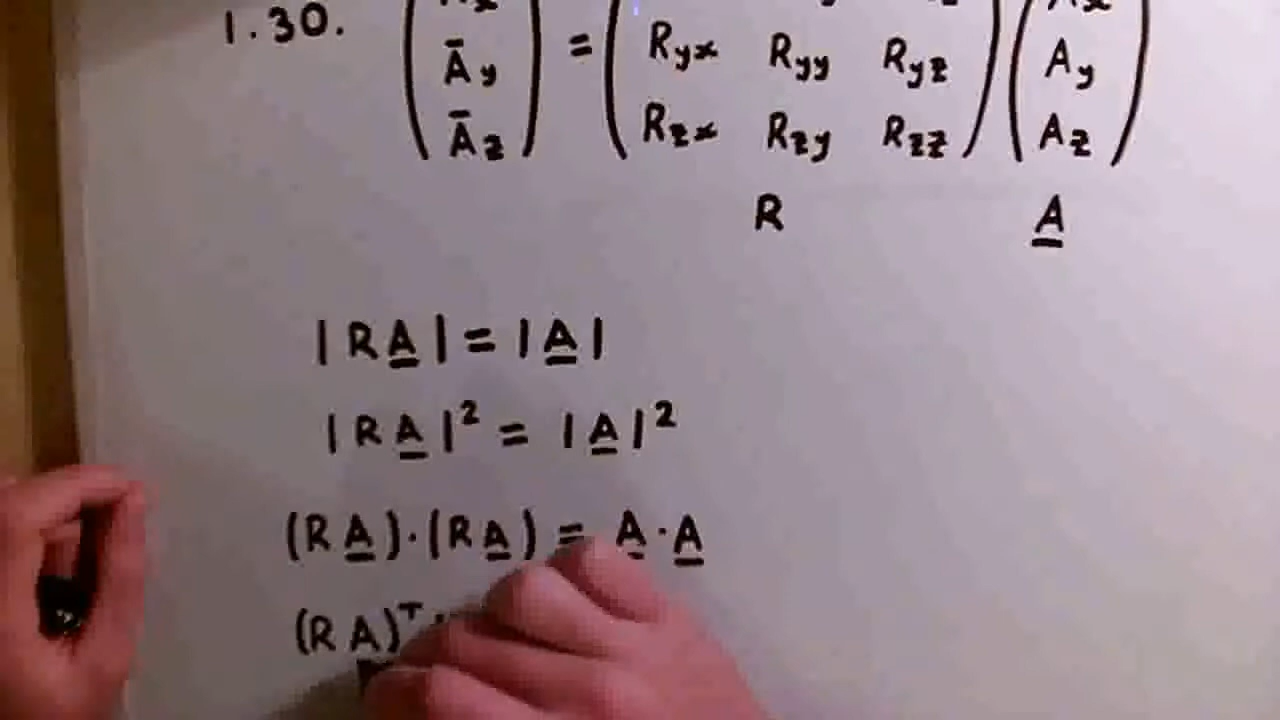 1.30.
Āy = Ryx Ryy Ryz Ay
Āz Rzx Rzy Rzz Az
R A
|RA| = |A|
|RA|² = |A|²
(RA)·(RA) = A·A
(RA)ᵀ